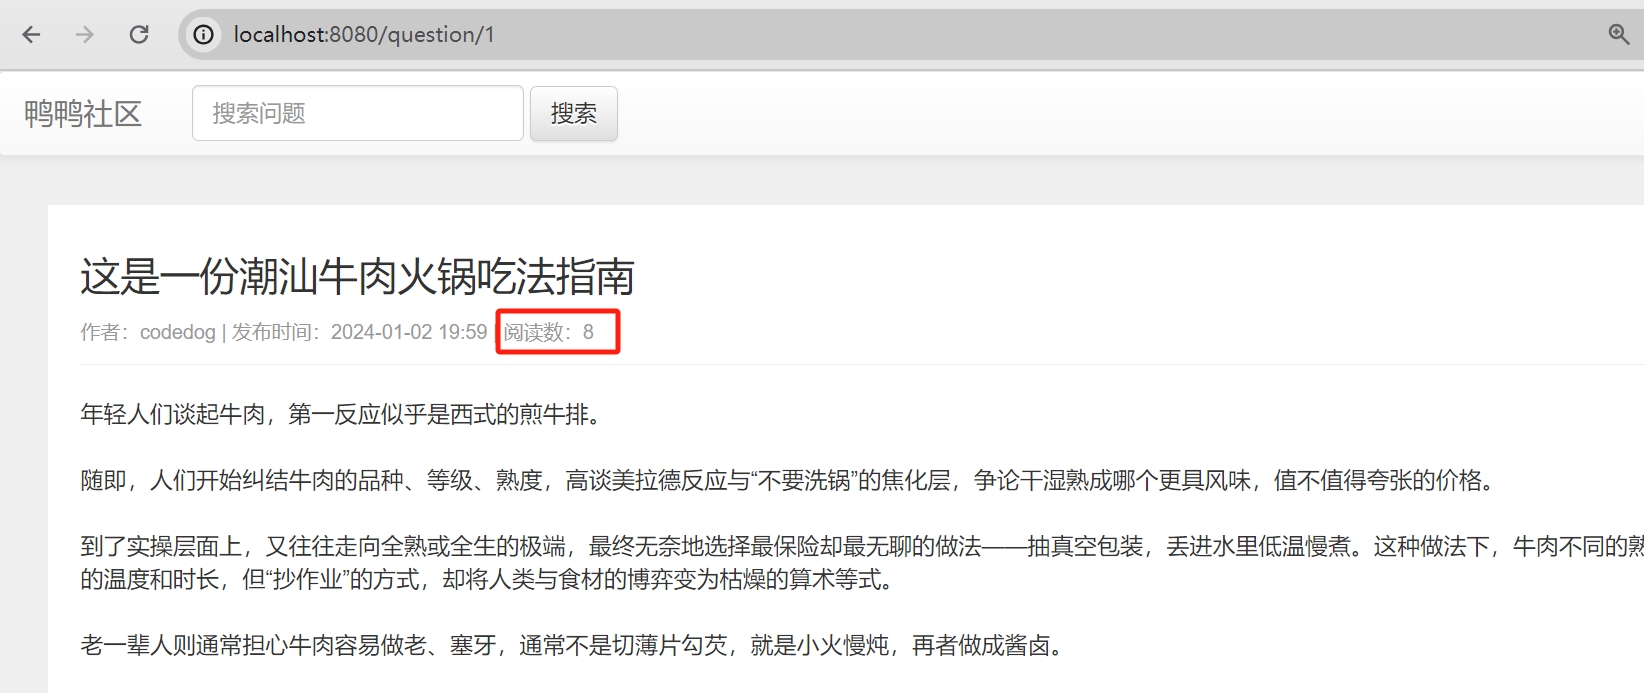 localhost:8080/question/1
鸭鸭社区 搜索问题 搜索
这是一份潮汕牛肉火锅吃法指南
作者：codedog | 发布时间：2024-01-02 19:59 阅读数：8
年轻人们谈起牛肉，第一反应似乎是西式的煎牛排。
随即，人们开始纠结牛肉的品种、等级、熟度，高谈美拉德反应与“不要洗锅”的焦化层，争论干湿熟成哪个更具风味，值不值得夸张的价格。
到了实操层面上，又往往走向全熟或全生的极端，最终无奈地选择最保险却最无聊的做法——抽真空包装，丢进水里低温慢煮。这种做法下，牛肉不同的熟
的温度和时长，但“抄作业”的方式，却将人类与食材的博弈变为枯燥的算术等式。
老一辈人则通常担心牛肉容易做老、塞牙，通常不是切薄片勾芡，就是小火慢炖，再者做成酱卤。